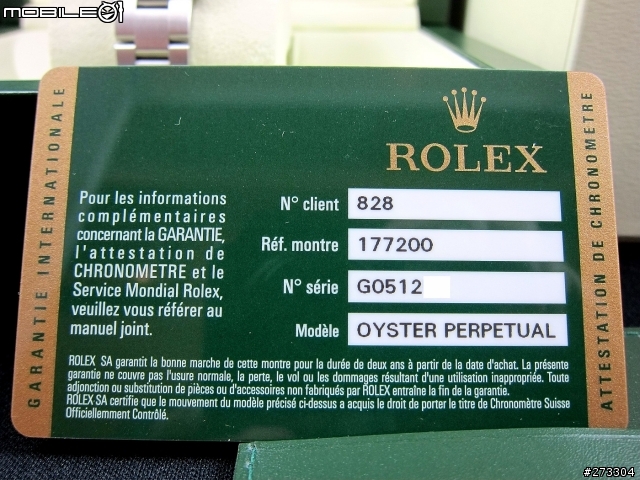 MOBILE01
GARANTIE INTERNATIONALE
ROLEX
Pour les informations
complémentaires
concernant la GARANTIE,
l'attestation de
CHRONOMETRE et le
Service Mondial Rolex,
veuillez vous référer au
manuel joint.
N° client 828
Réf. montre 177200
N° série G0512
Modèle OYSTER PERPETUAL
ATTESTATION DE CHRONOMETRE
ROLEX SA garantit la bonne marche de cette montre pour la durée de deux ans à partir de la date d'achat. La présente
garantie ne couvre pas l'usure normale, la perte, le vol ou les dommages résultant d'une utilisation inappropriée. Toute
adjonction ou substitution de pièces ou d'accessoires non fabriqués par ROLEX entraîne la fin de la garantie.
ROLEX SA certifie que le mouvement du modèle précisé ci-dessus a acquis le droit de porter le titre de Chronomètre Suisse
Officiellement Contrôlé.
#273304